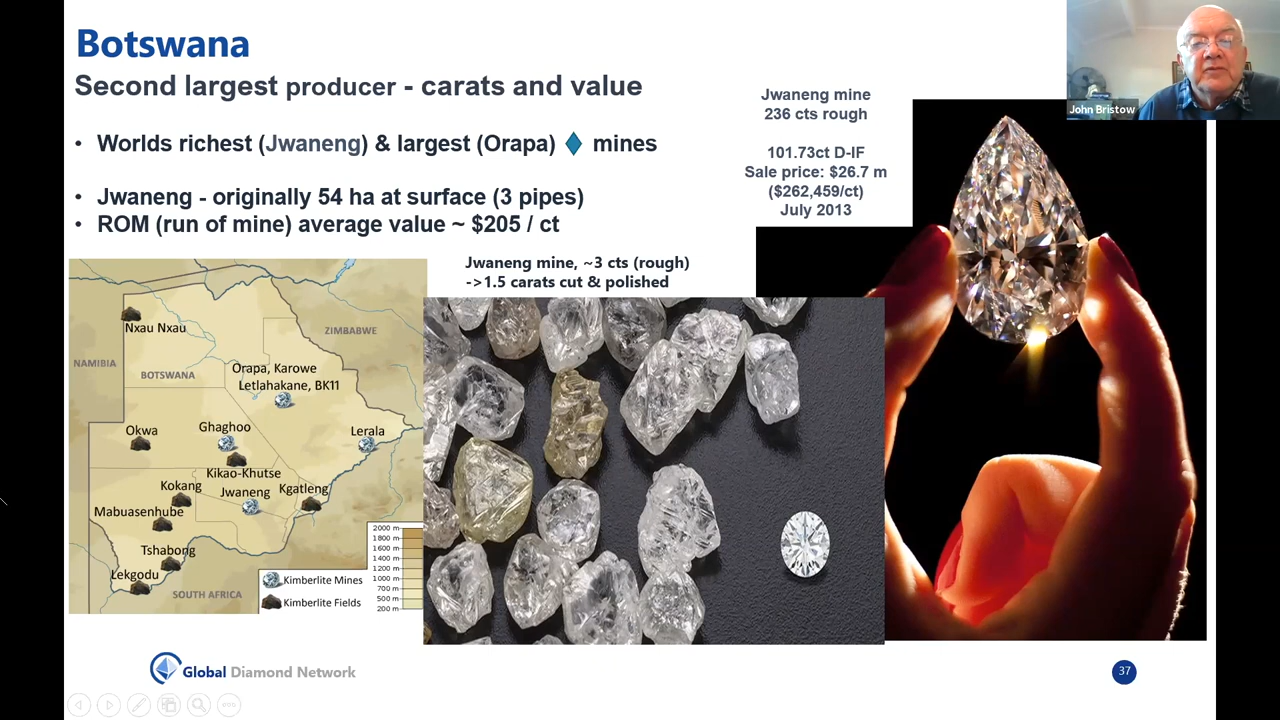 Botswana
Second largest producer - carats and value
• Worlds richest (Jwaneng) & largest (Orapa) mines
• Jwaneng - originally 54 ha at surface (3 pipes)
• ROM (run of mine) average value ~ $205 / ct
Jwaneng mine
236 cts rough
101.73ct D-IF
Sale price: $26.7 m
($262,459/ct)
July 2013
John Bristow
Jwaneng mine, ~3 cts (rough)
->1.5 carats cut & polished
Nxau Nxau
ZIMBABWE
NAMIBIA
BOTSWANA
Orapa, Karowe
Letlahakane, BK11
Okwa
Ghaghoo
Lerala
Kikao-Khutse
Kokang
Jwaneng
Kgatleng
Mabuasenhube
Tshabong
Lekgodu
SOUTH AFRICA
Kimberlite Mines
Kimberlite Fields
2000 m
1800 m
1600 m
1400 m
1200 m
1000 m
700 m
500 m
200 m
Global Diamond Network
37